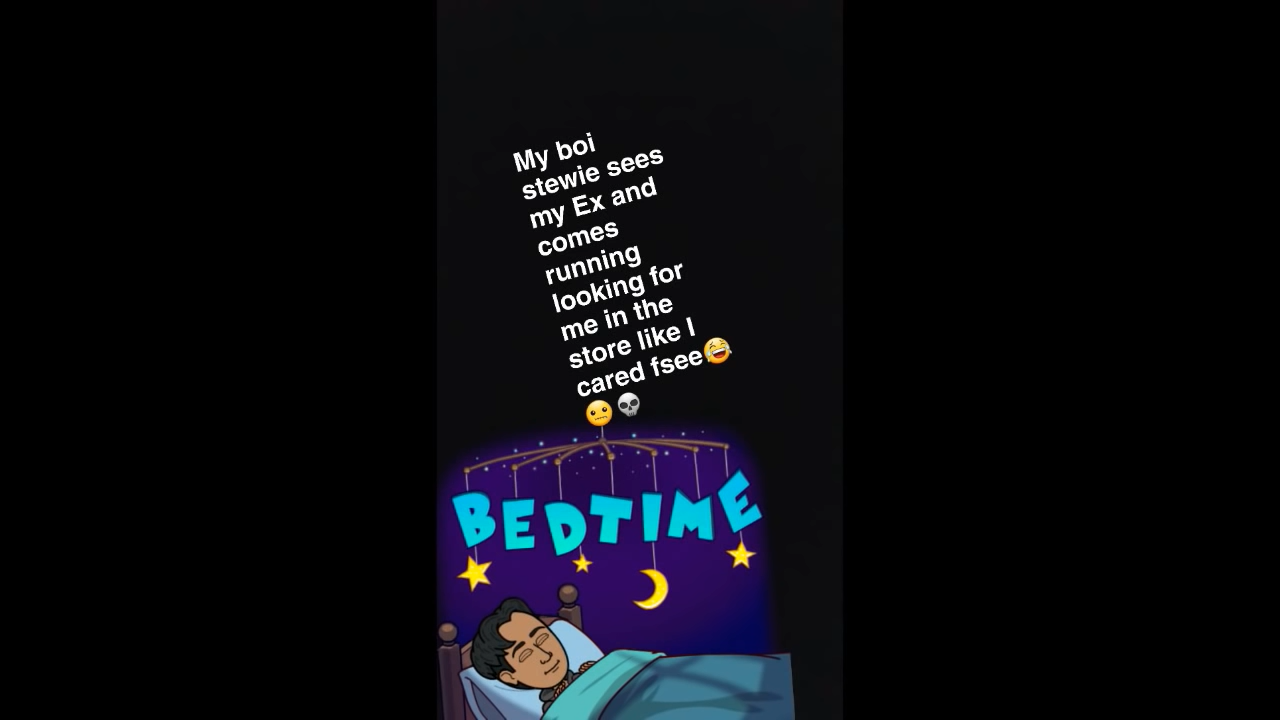 My boi
stewie sees
my Ex and
comes
running
looking for
me in the
store like I
cared fsee😂
😐💀
BEDTIME